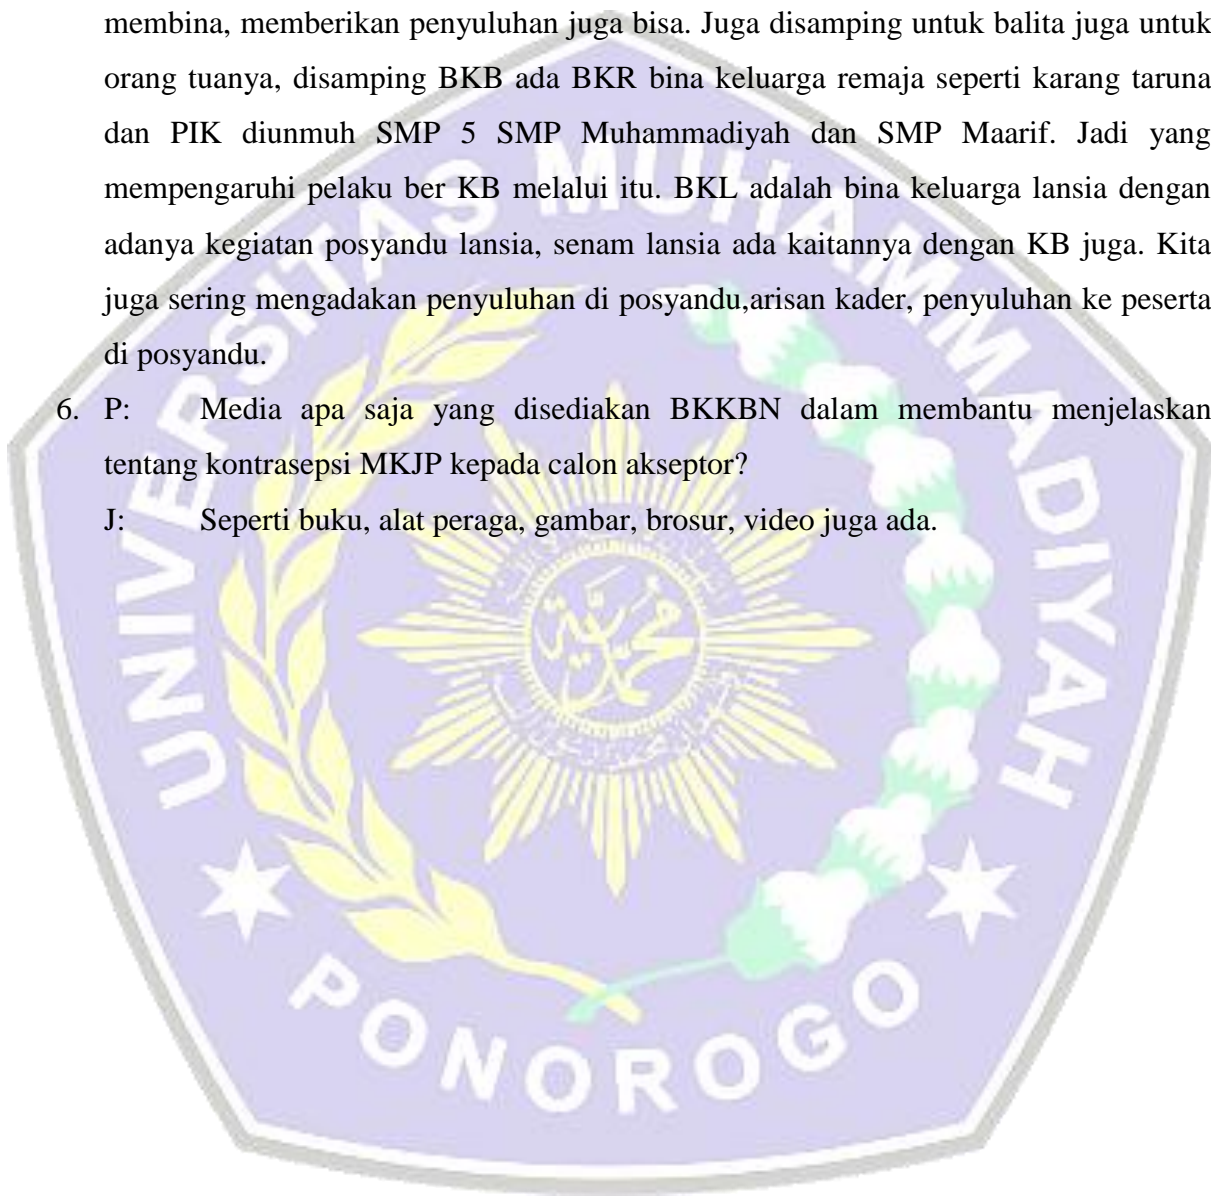 membina, memberikan penyuluhan juga bisa. Juga disamping untuk balita juga untuk
orang tuanya, disamping BKB ada BKR bina keluarga remaja seperti karang taruna
dan PIK diunmuh SMP 5 SMP Muhammadiyah dan SMP Maarif. Jadi yang
mempengaruhi pelaku ber KB melalui itu. BKL adalah bina keluarga lansia dengan
adanya kegiatan posyandu lansia, senam lansia ada kaitannya dengan KB juga. Kita
juga sering mengadakan penyuluhan di posyandu,arisan kader, penyuluhan ke peserta
di posyandu.
6. P: Media apa saja yang disediakan BKKBN dalam membantu menjelaskan
tentang kontrasepsi MKJP kepada calon akseptor?
J: Seperti buku, alat peraga, gambar, brosur, video juga ada.
UNIVERSITAS MUHAMMADIYAH
محمدية
PONOROGO